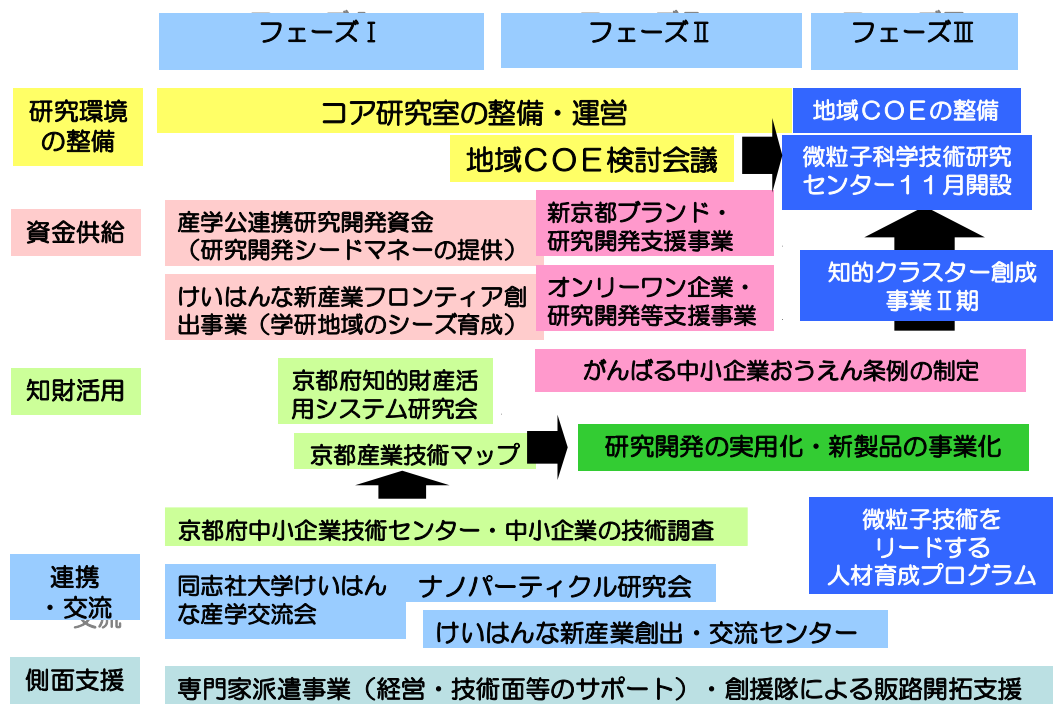 フェーズⅠ
フェーズⅡ
フェーズⅢ
研究環境
の整備
コア研究室の整備・運営
地域ＣＯＥの整備
地域ＣＯＥ検討会議
微粒子科学技術研究
センター１１月開設
資金供給
産学公連携研究開発資金
（研究開発シードマネーの提供）
新京都ブランド・
研究開発支援事業
けいはんな新産業フロンティア創
出事業（学研地域のシーズ育成）
オンリーワン企業・
研究開発等支援事業
知的クラスター創成
事業Ⅱ期
がんばる中小企業おうえん条例の制定
知財活用
京都府知的財産活
用システム研究会
京都産業技術マップ
研究開発の実用化・新製品の事業化
京都府中小企業技術センター・中小企業の技術調査
微粒子技術を
リードする
人材育成プログラム
連携
・交流
同志社大学けいはん
な産学交流会
ナノパーティクル研究会
けいはんな新産業創出・交流センター
側面支援
専門家派遣事業（経営・技術面等のサポート）・創援隊による販路開拓支援